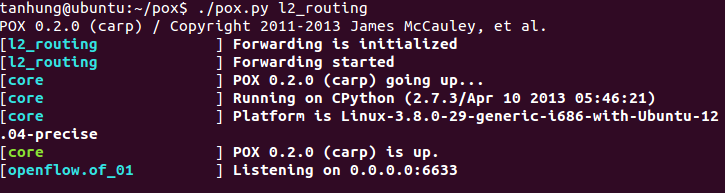 tanhung@ubuntu:~/pox$ ./pox.py l2_routing
POX 0.2.0 (carp) / Copyright 2011-2013 James McCauley, et al.
[l2_routing             ] Forwarding is initialized
[l2_routing             ] Forwarding started
[core                   ] POX 0.2.0 (carp) going up...
[core                   ] Running on CPython (2.7.3/Apr 10 2013 05:46:21)
[core                   ] Platform is Linux-3.8.0-29-generic-i686-with-Ubuntu-12
.04-precise
[core                   ] POX 0.2.0 (carp) is up.
[openflow.of_01         ] Listening on 0.0.0.0:6633